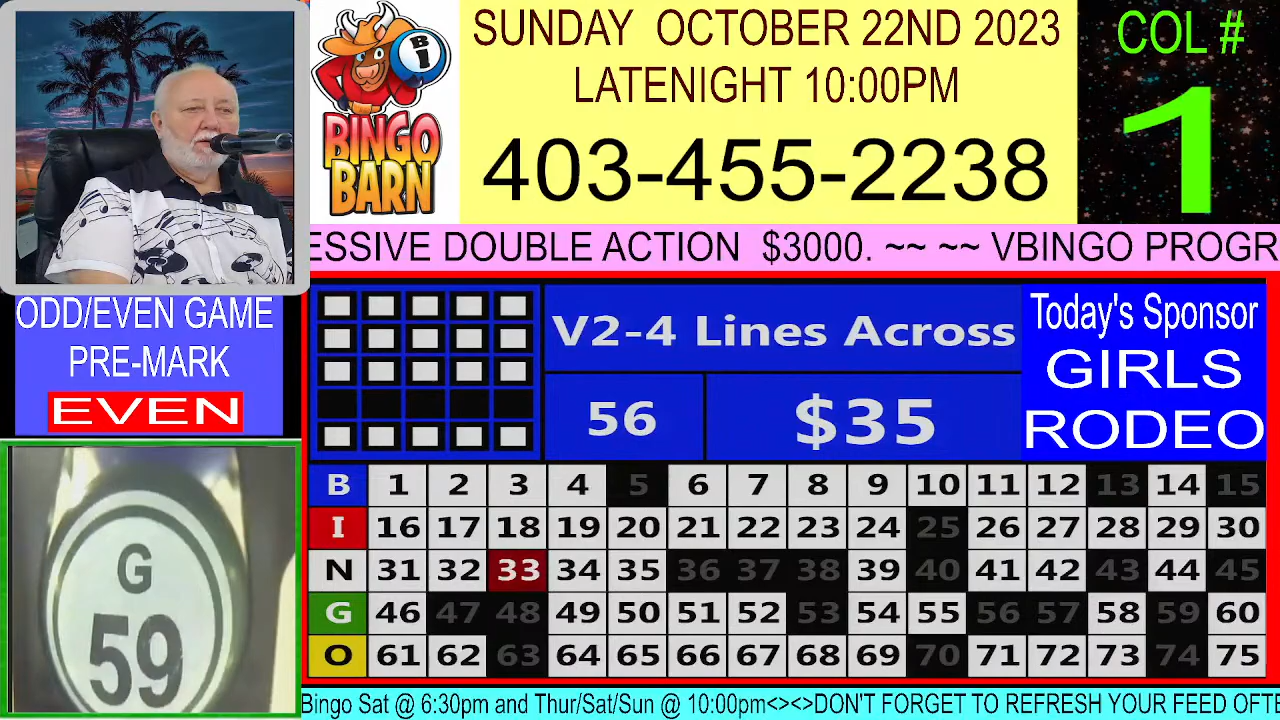 BI
BINGO
BARN
SUNDAY OCTOBER 22ND 2023
LATENIGHT 10:00PM
403-455-2238
COL #
1
ESSIVE DOUBLE ACTION $3000. ~~ ~~ VBINGO PROGR
ODD/EVEN GAME
PRE-MARK
EVEN
V2-4 Lines Across
56
$35
Today's Sponsor
GIRLS
RODEO
B 1 2 3 4 5 6 7 8 9 10 11 12 13 14 15
I 16 17 18 19 20 21 22 23 24 25 26 27 28 29 30
N 31 32 33 34 35 36 37 38 39 40 41 42 43 44 45
G 46 47 48 49 50 51 52 53 54 55 56 57 58 59 60
O 61 62 63 64 65 66 67 68 69 70 71 72 73 74 75
G
59
Bingo Sat @ 6:30pm and Thur/Sat/Sun @ 10:00pm<><>DON'T FORGET TO REFRESH YOUR FEED OFTE